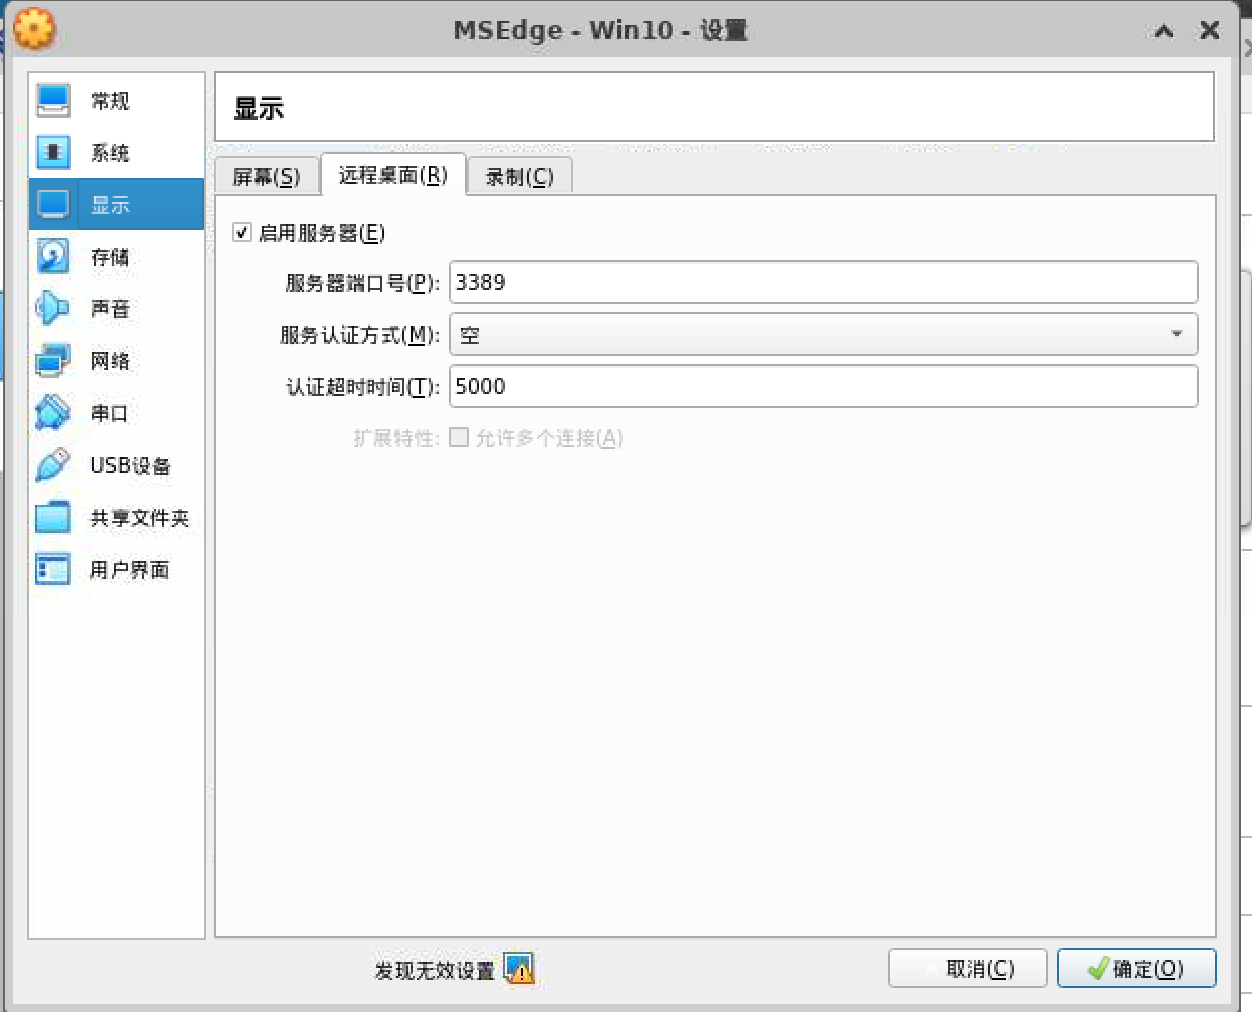 MSEdge - Win10 - 设置
常规
系统
显示
存储
声音
网络
串口
USB设备
共享文件夹
用户界面
显示
屏幕(S) 远程桌面(R) 录制(C)
启用服务器(E)
服务器端口号(P): 3389
服务认证方式(M): 空
认证超时时间(T): 5000
扩展特性: 允许多个连接(A)
发现无效设置 取消(C) 确定(O)